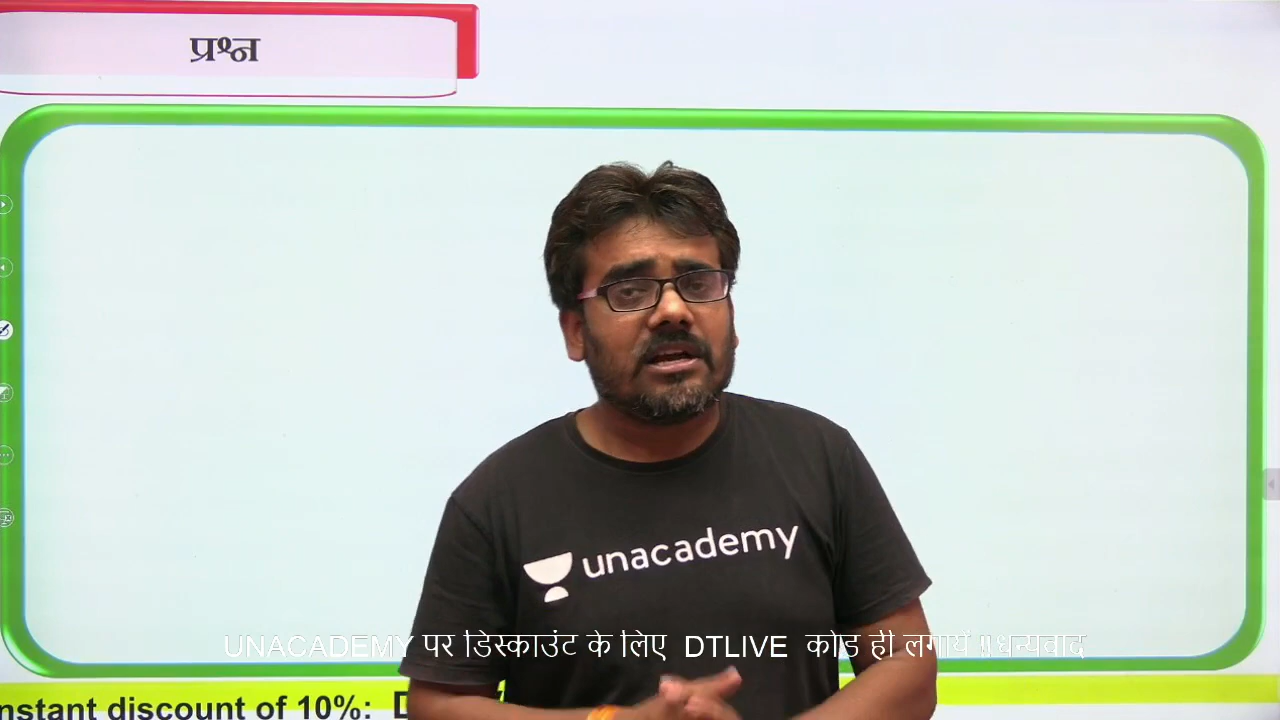 प्रश्न
unacademy
UNACADEMY पर डिस्काउंट के लिए DTLIVE कोड ही लगायें ॥धन्यवाद
nstant discount of 10%: